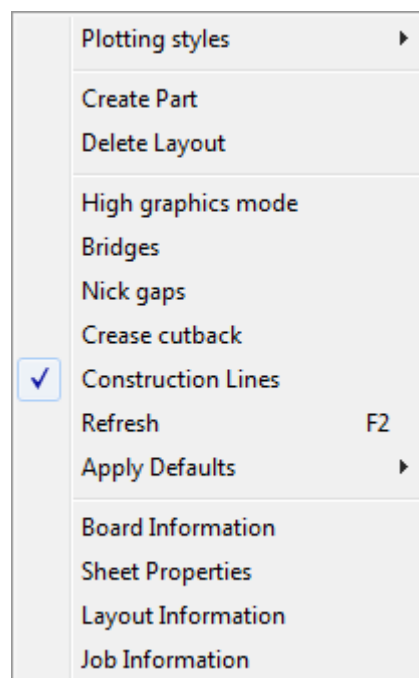 Plotting styles
Create Part
Delete Layout
High graphics mode
Bridges
Nick gaps
Crease cutback
Construction Lines
Refresh F2
Apply Defaults
Board Information
Sheet Properties
Layout Information
Job Information